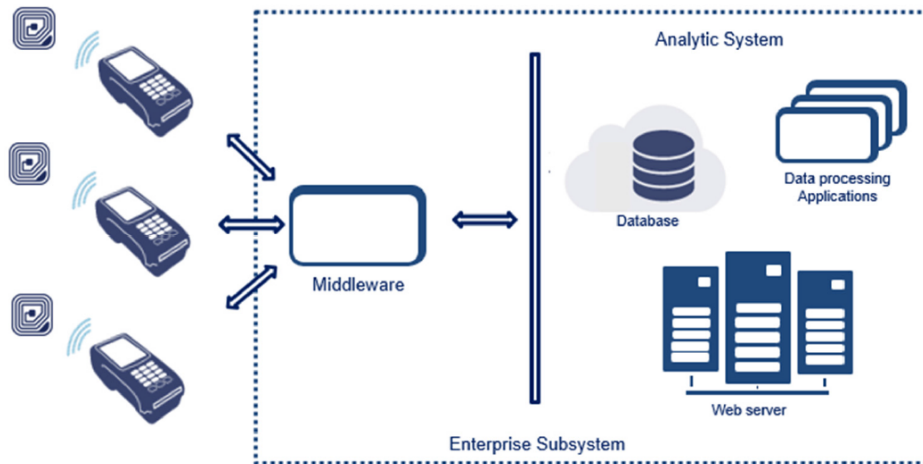 Analytic System
Data processing
Applications
Database
Middleware
Web server
Enterprise Subsystem